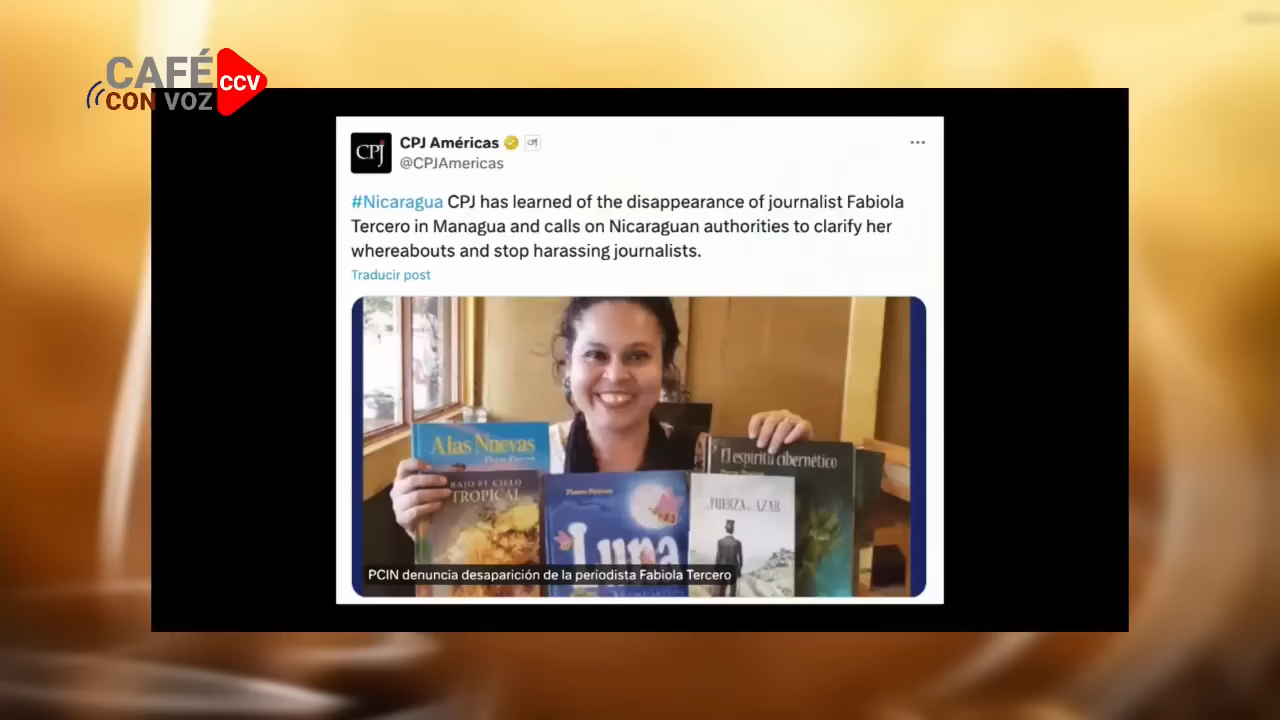 CAFÉ
CON VOZ
CCV
CPJ
CPJ Américas
CPJ
@CPJAmericas
#Nicaragua CPJ has learned of the disappearance of journalist Fabiola
Tercero in Managua and calls on Nicaraguan authorities to clarify her
whereabouts and stop harassing journalists.
Traducir post
Alas Nuevas
BAJO EL CIELO
TROPICAL
Luna
FUERZA
AZAR
El espíritu cibernético
PCIN denuncia desaparición de la periodista Fabiola Tercero